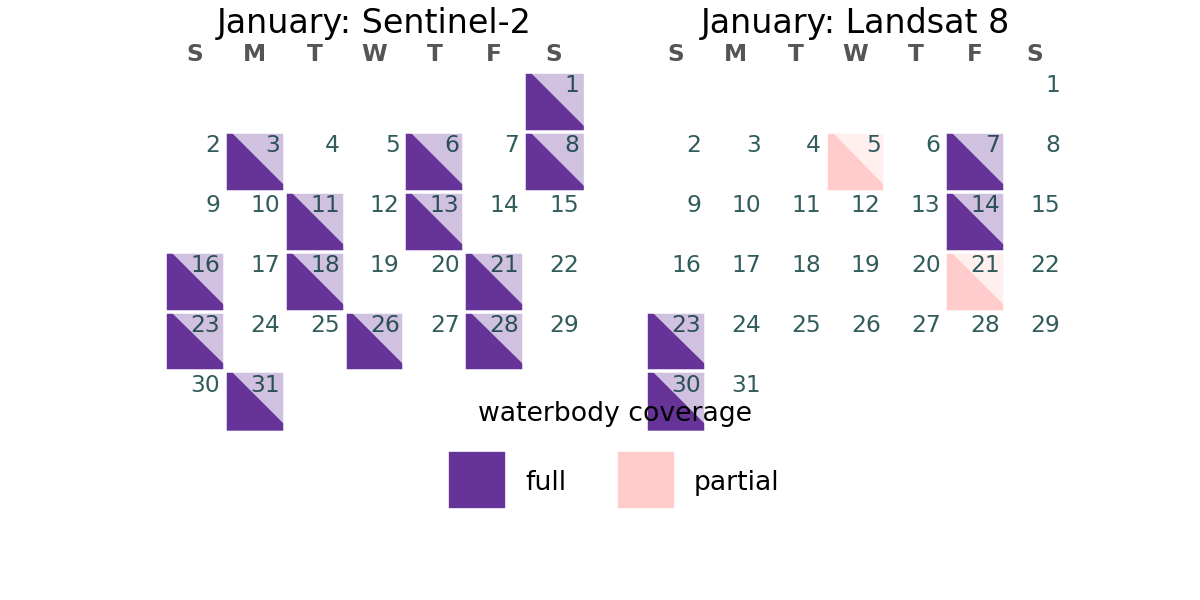 January: Sentinel-2
S M T W T F S
1
2 3 4 5 6 7 8
9 10 11 12 13 14 15
16 17 18 19 20 21 22
23 24 25 26 27 28 29
30 31
January: Landsat 8
S M T W T F S
1
2 3 4 5 6 7 8
9 10 11 12 13 14 15
16 17 18 19 20 21 22
23 24 25 26 27 28 29
30 31
waterbody coverage
full partial